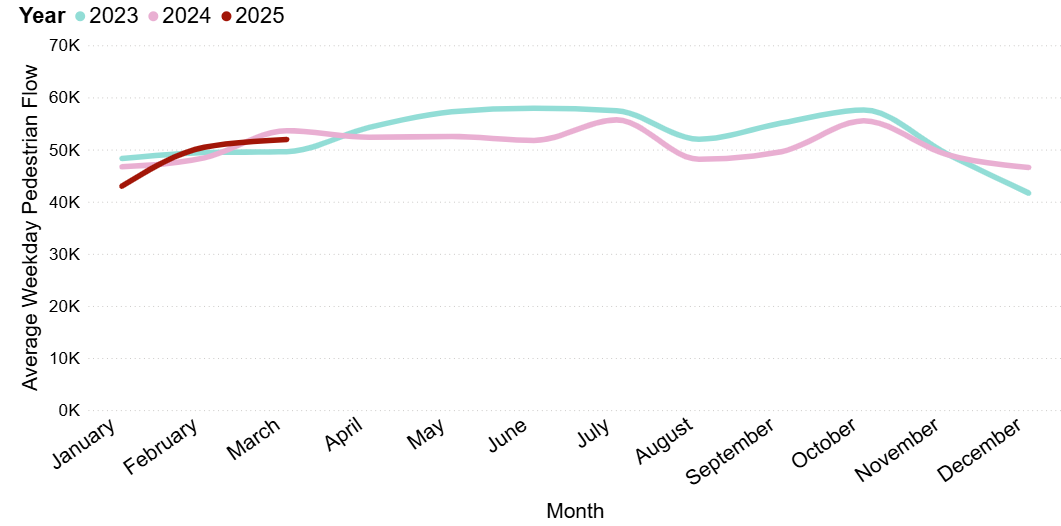 Year 2023 2024 2025
70K
60K
50K
40K
30K
20K
10K
0K
Average Weekday Pedestrian Flow
January February March April May June July August September October November December
Month